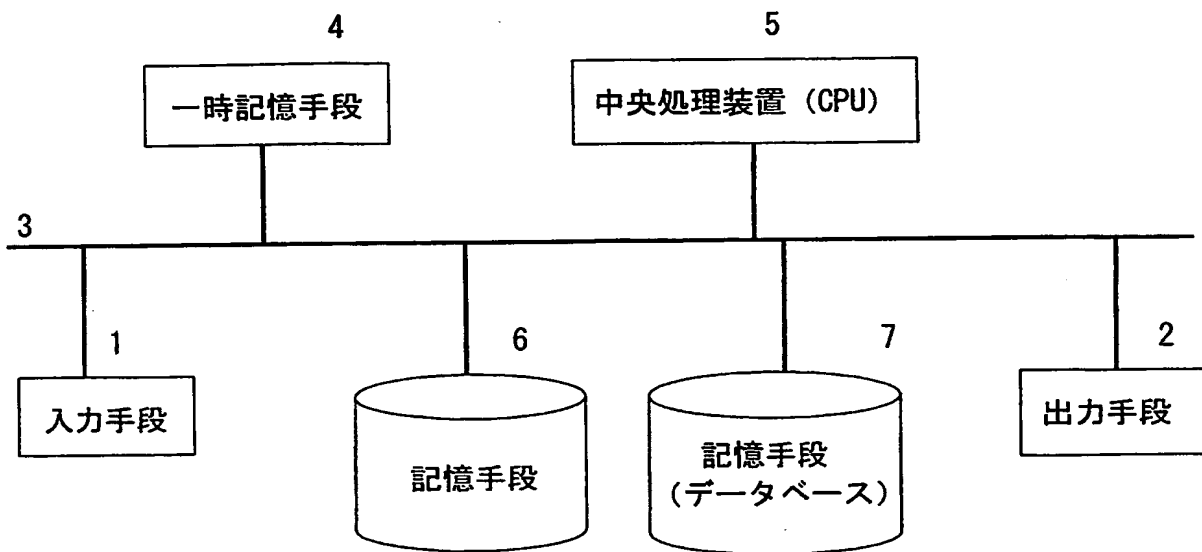 4
5
一時記憶手段
中央処理装置 (CPU)
3
1
6
7
2
入力手段
記憶手段
記憶手段
(データベース)
出力手段